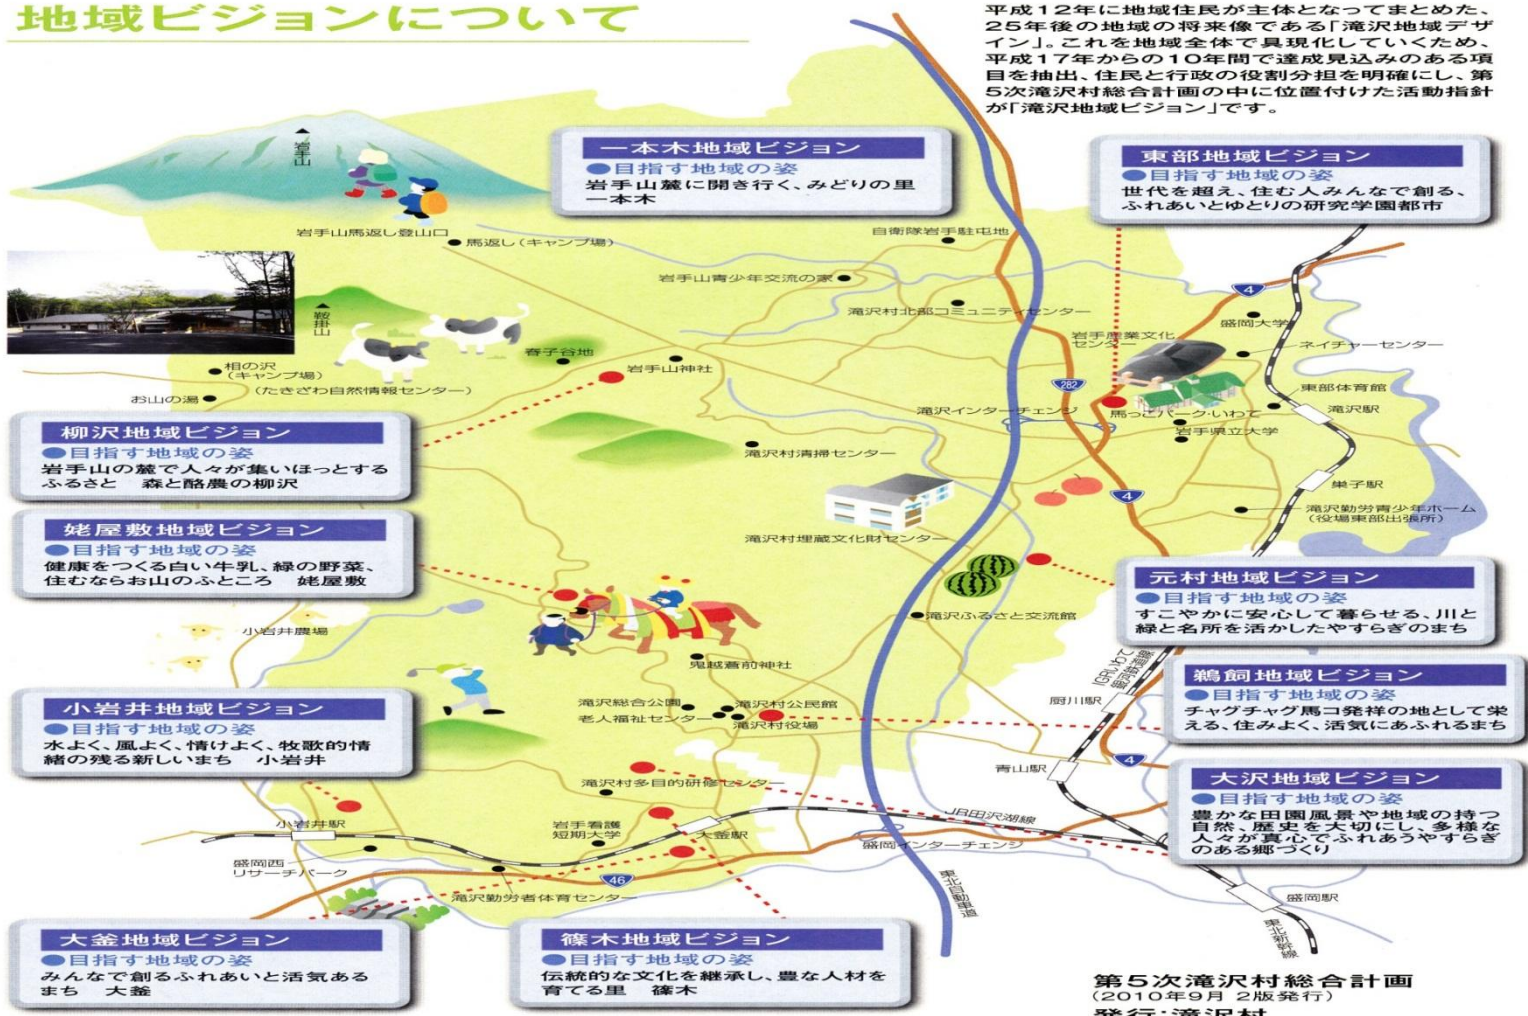 地域ビジョンについて
平成12年に地域住民が主体となってまとめた、
25年後の地域の将来像である「滝沢地域デザ
イン」。これを地域全体で具現化していくため、
平成17年からの10年間で達成見込みのある項
目を抽出、住民と行政の役割分担を明確にし、第
5次滝沢村総合計画の中に位置付けた活動指針
が「滝沢地域ビジョン」です。
一本木地域ビジョン
●目指す地域の姿
岩手山麓に開き行く、みどりの里
一本木
東部地域ビジョン
●目指す地域の姿
世代を超え、住む人みんなで創る、
ふれあいとゆとりの研究学園都市
▲岩手山
岩手山馬返し登山口
馬返し(キャンプ場)
自衛隊岩手駐屯地
岩手山青少年交流の家
滝沢村北部コミュニティセンター
4
盛岡大学
岩手産業文化
センター
ネイチャーセンター
▲鞍掛山
春子谷地
岩手山神社
相の沢
(キャンプ場)
(たきざわ自然情報センター)
お山の湯
282
東部体育館
滝沢駅
滝沢インターチェンジ
馬っこパーク・いわて
岩手県立大学
柳沢地域ビジョン
●目指す地域の姿
岩手山の麓で人々が集いほっとする
ふるさと 森と酪農の柳沢
滝沢村清掃センター
巣子駅
4
滝沢勤労青少年ホーム
(役場東部出張所)
姥屋敷地域ビジョン
●目指す地域の姿
健康をつくる白い牛乳、緑の野菜、
住むならお山のふところ 姥屋敷
滝沢村埋蔵文化財センター
元村地域ビジョン
●目指す地域の姿
すこやかに安心して暮らせる、川と
緑と名所を活かしたやすらぎのまち
滝沢ふるさと交流館
小岩井農場
鬼越蒼前神社
IGRいわて
銀河鉄道線
鵜飼地域ビジョン
●目指す地域の姿
チャグチャグ馬コ発祥の地として栄
える、住みよく、活気にあふれるまち
厨川駅
滝沢総合公園
滝沢村公民館
老人福祉センター
滝沢村役場
小岩井地域ビジョン
●目指す地域の姿
水よく、風よく、情けよく、牧歌的情
緒の残る新しいまち 小岩井
青山駅
4
滝沢村多目的研修センター
大沢地域ビジョン
●目指す地域の姿
豊かな田園風景や地域の持つ
自然、歴史を大切にし、多様な
人々が真心でふれあうやすらぎ
のある郷づくり
小岩井駅
岩手看護
短期大学
大釜駅
JR田沢湖線
盛岡インターチェンジ
盛岡西
リサーチパーク
46
滝沢勤労者体育センター
東北自動車道
盛岡駅
東北新幹線
大釜地域ビジョン
●目指す地域の姿
みんなで創るふれあいと活気ある
まち 大釜
篠木地域ビジョン
●目指す地域の姿
伝統的な文化を継承し、豊な人材を
育てる里 篠木
第5次滝沢村総合計画
(2010年9月 2版発行)
発行:滝沢村